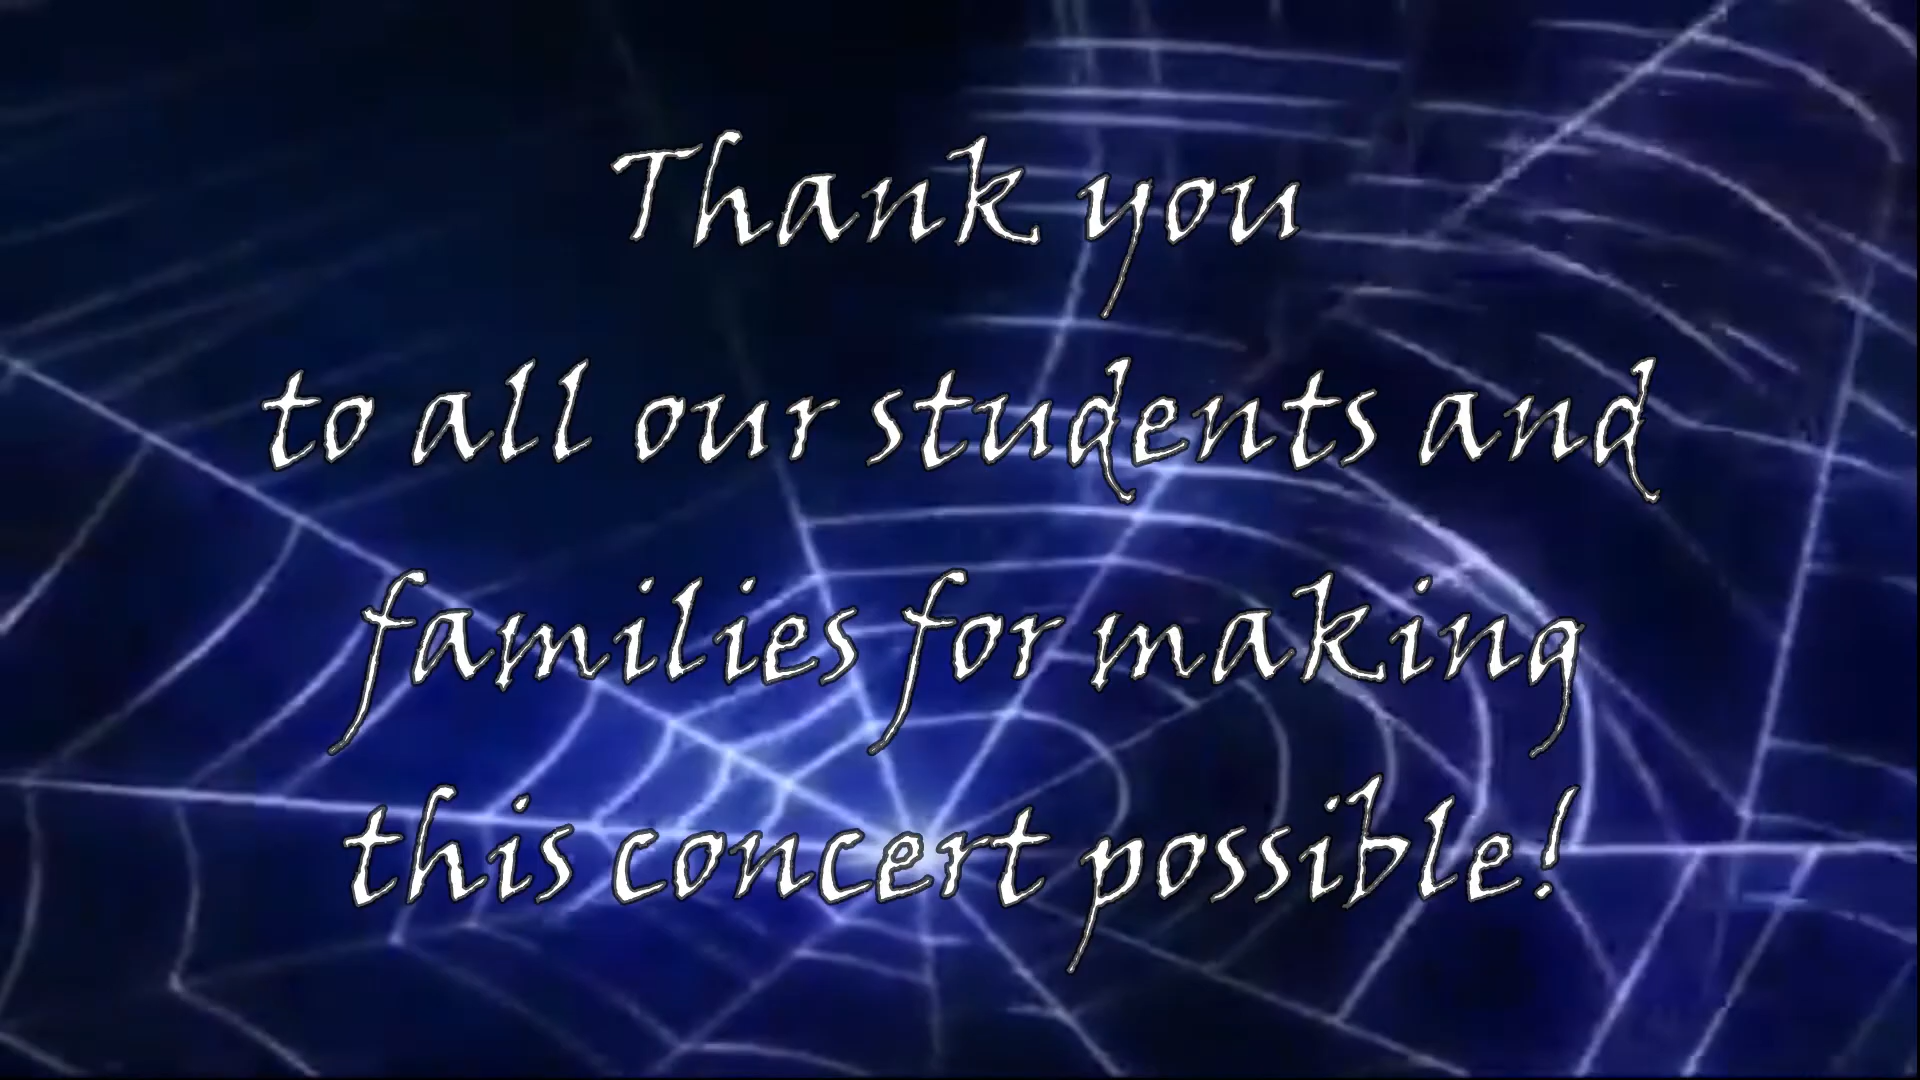 Thank you
to all our students and
families for making
this concert possible!